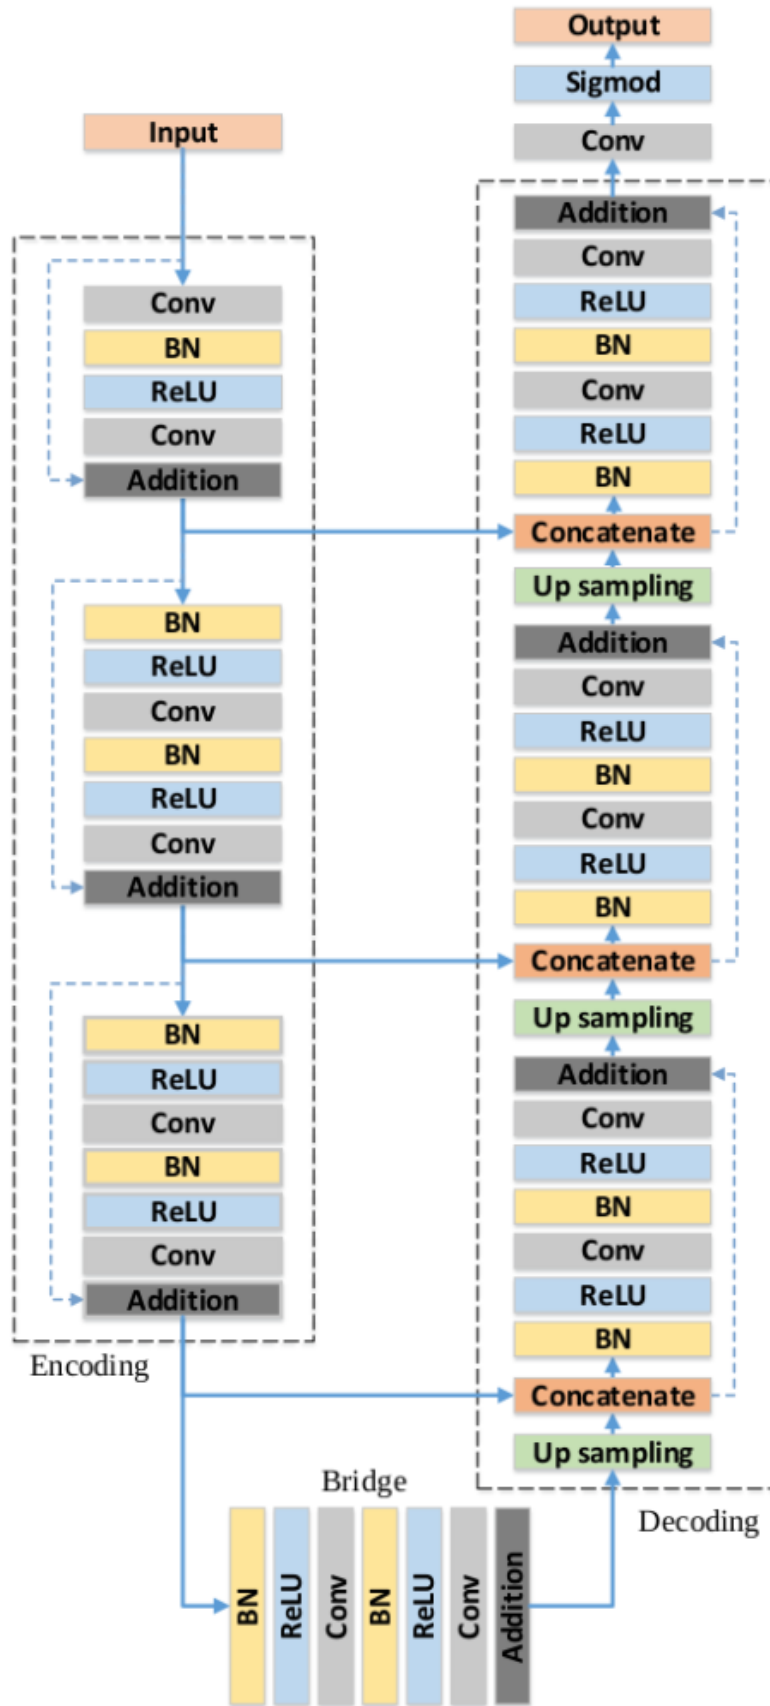 Input
Conv
BN
ReLU
Conv
Addition
BN
ReLU
Conv
BN
ReLU
Conv
Addition
BN
ReLU
Conv
BN
ReLU
Conv
Addition
Encoding
Bridge
BN
ReLU
Conv
BN
ReLU
Conv
Addition
Output
Sigmod
Conv
Addition
Conv
ReLU
BN
Conv
ReLU
BN
Concatenate
Up sampling
Addition
Conv
ReLU
BN
Conv
ReLU
BN
Concatenate
Up sampling
Addition
Conv
ReLU
BN
Conv
ReLU
BN
Concatenate
Up sampling
Decoding